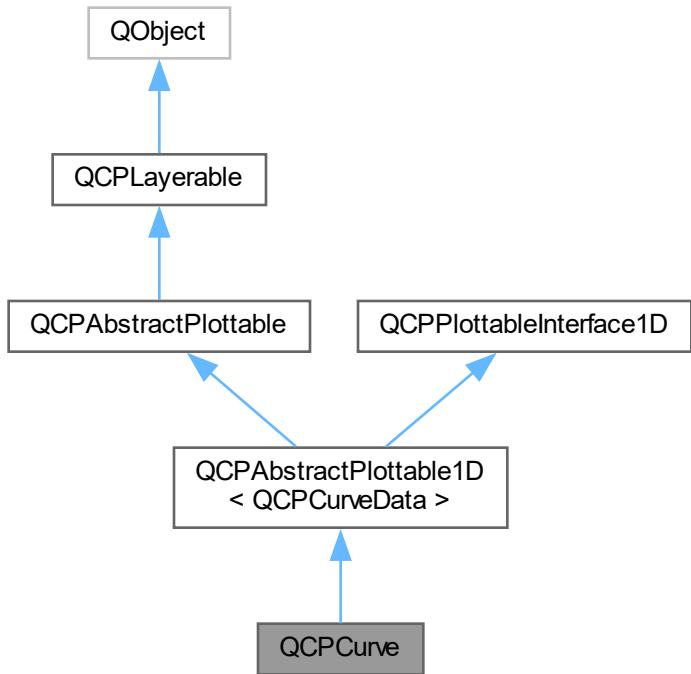 QObject
QCPLayerable
QCPAbstractPlottable
QCPPlottableInterface1D
QCPAbstractPlottable1D
< QCPCurveData >
QCPCurve